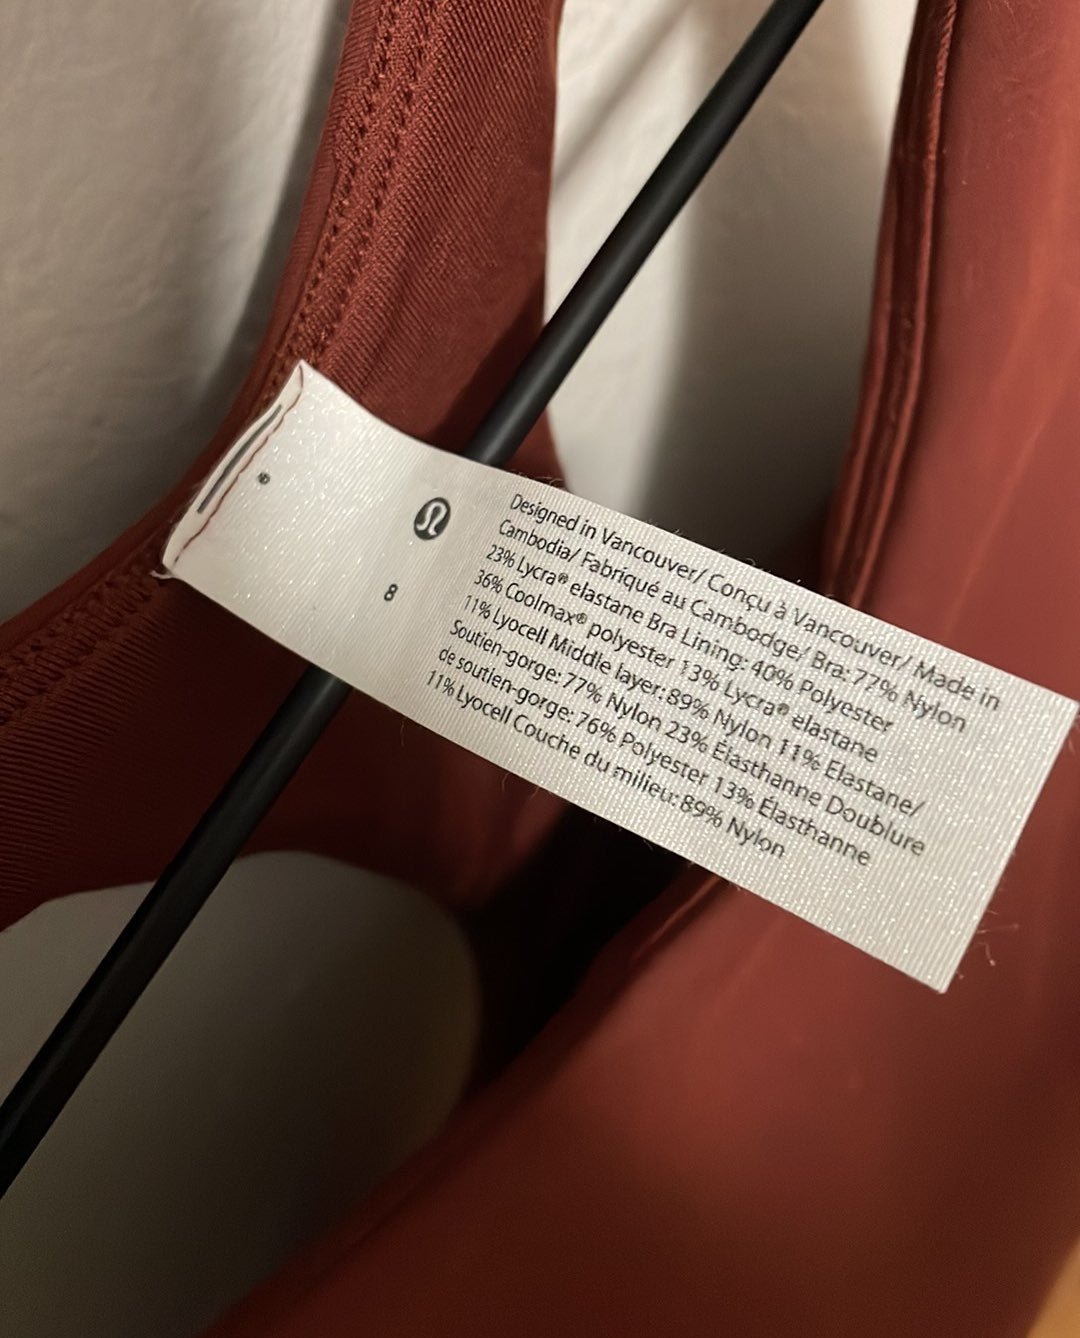 8
Designed in Vancouver/ Conçu à Vancouver/ Made in
Cambodia/ Fabriqué au Cambodge/ Bra: 77% Nylon
23% Lycra® elastane Bra Lining: 40% Polyester
36% Coolmax® polyester 13% Lycra® elastane
11% Lyocell Middle layer: 89% Nylon 11% Elastane/
Soutien-gorge: 77% Nylon 23% Élasthanne Doublure
de soutien-gorge: 76% Polyester 13% Élasthanne
11% Lyocell Couche du milieu: 89% Nylon